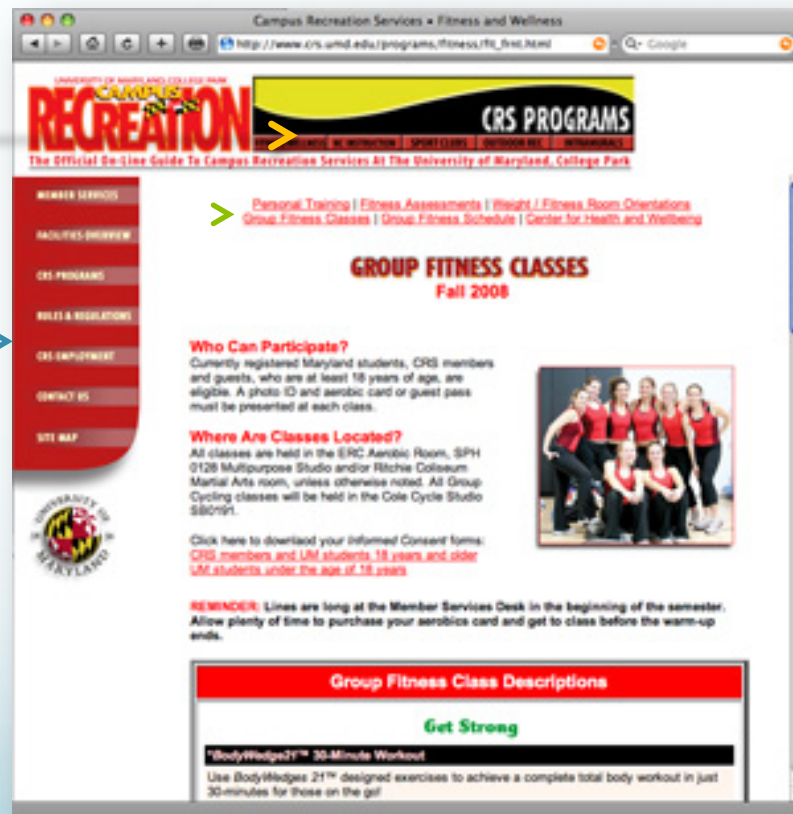 Campus Recreation Services • Fitness and Wellness
http://www.crs.umd.edu/programs/fitness/fit_frnt.html
Google
UNIVERSITY OF MARYLAND, COLLEGE PARK
CAMPUS
RECREATION
CRS PROGRAMS
WELLNESS RC INSTRUCTION SPORT CLUBS OUTDOOR REC INTRAMURALS
The Official On-Line Guide To Campus Recreation Services At The University of Maryland, College Park
MEMBER SERVICES
FACILITIES OVERVIEW
CRS PROGRAMS
RULES & REGULATIONS
CRS EMPLOYMENT
CONTACT US
SITE MAP
UNIVERSITY OF
MARYLAND
Personal Training | Fitness Assessments | Weight / Fitness Room Orientations
Group Fitness Classes | Group Fitness Schedule | Center for Health and Wellbeing
GROUP FITNESS CLASSES
Fall 2008
Who Can Participate?
Currently registered Maryland students, CRS members
and guests, who are at least 18 years of age, are
eligible. A photo ID and aerobic card or guest pass
must be presented at each class.
Where Are Classes Located?
All classes are held in the ERC Aerobic Room, SPH
0128 Multipurpose Studio and/or Ritchie Coliseum
Martial Arts room, unless otherwise noted. All Group
Cycling classes will be held in the Cole Cycle Studio
SB0191.
Click here to downlaod your Informed Consent forms:
CRS members and UM students 18 years and older
UM students under the age of 18 years
REMINDER: Lines are long at the Member Services Desk in the beginning of the semester.
Allow plenty of time to purchase your aerobics card and get to class before the warm-up
ends.
Group Fitness Class Descriptions
Get Strong
*BodyWedge21™ 30-Minute Workout
Use BodyWedges 21™ designed exercises to achieve a complete total body workout in just
30-minutes for those on the go!